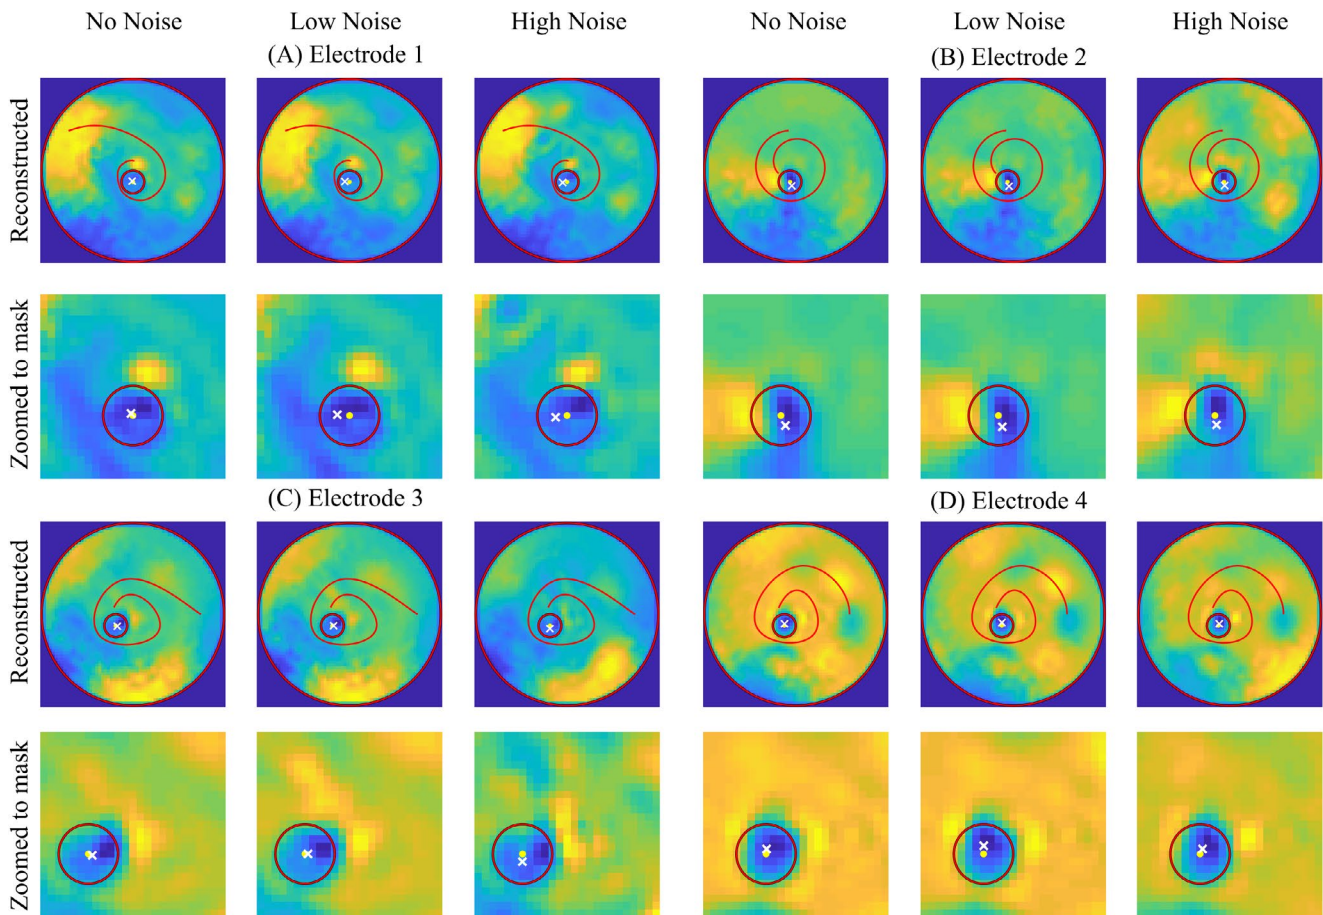 No Noise Low Noise High Noise No Noise Low Noise High Noise
(A) Electrode 1 (B) Electrode 2
Reconstructed
Zoomed to mask
(C) Electrode 3 (D) Electrode 4
Reconstructed
Zoomed to mask